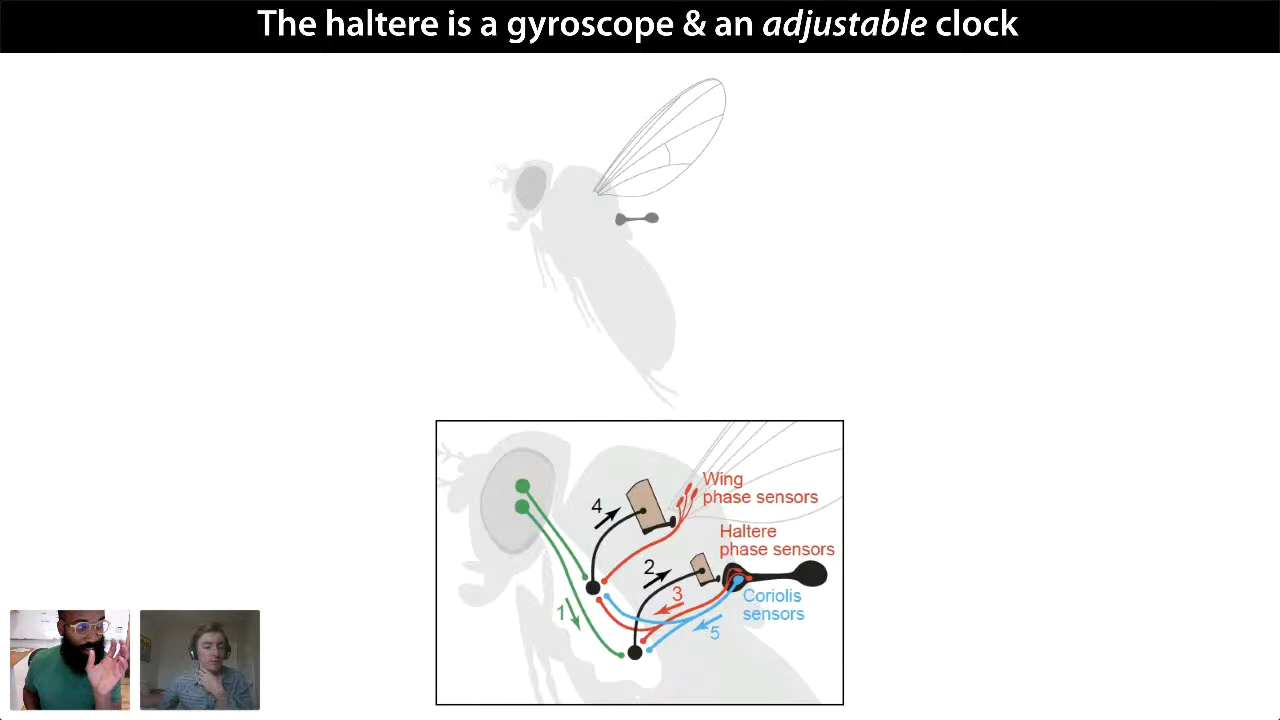 The haltere is a gyroscope & an adjustable clock
Wing
phase sensors
4
Haltere
phase sensors
2
3
Coriolis
sensors
1
5